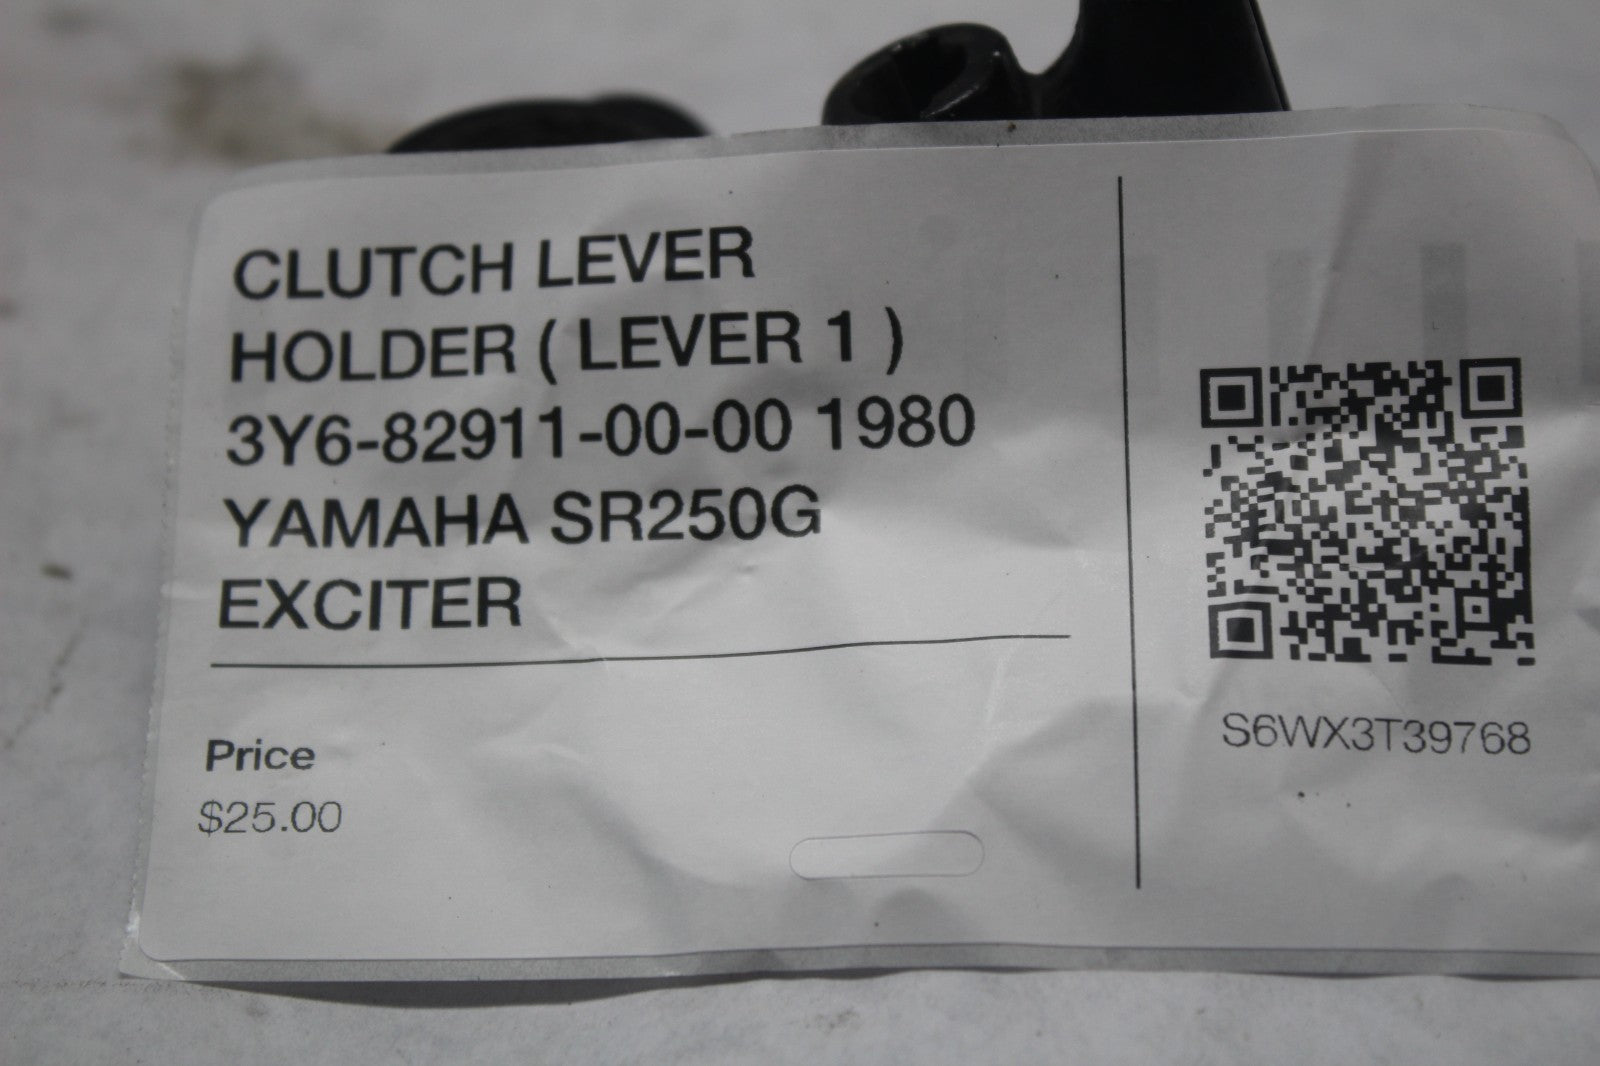 CLUTCH LEVER
HOLDER ( LEVER 1 )
3Y6-82911-00-00 1980
YAMAHA SR250G
EXCITER
Price
$25.00
S6WX3T39768